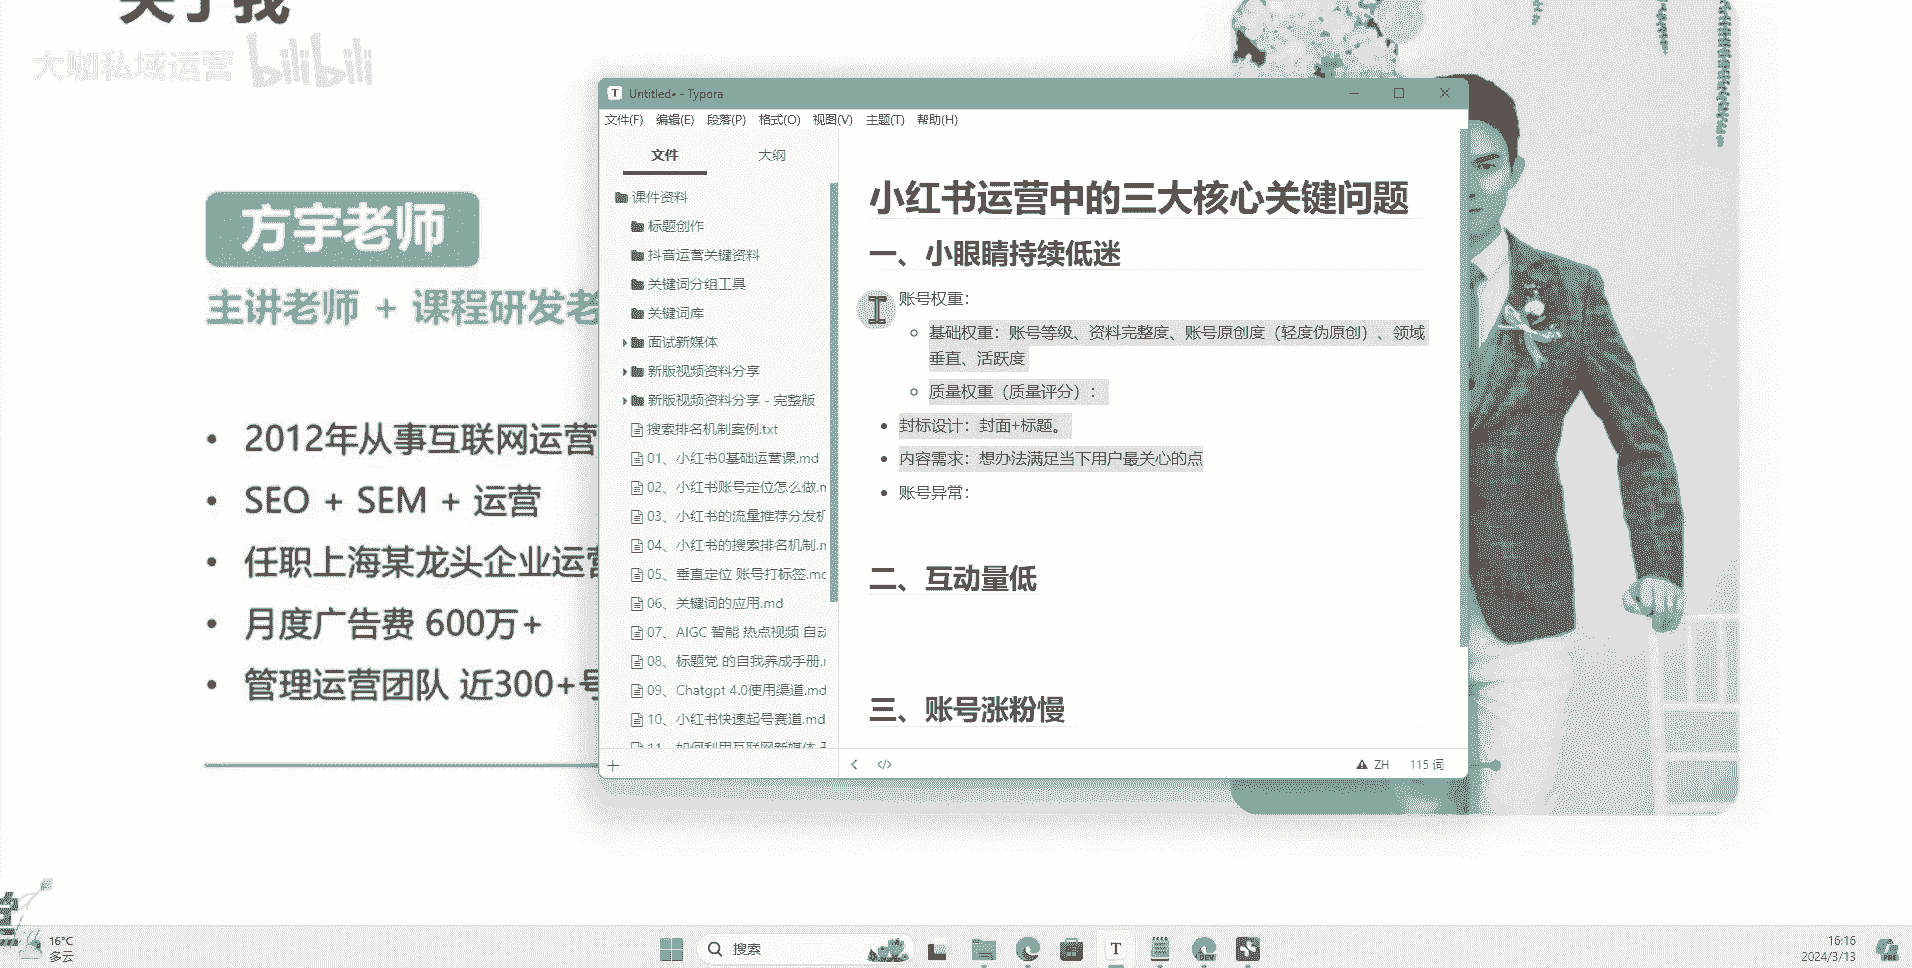 关于我
大咖私域运营 bilibili
方宇老师
主讲老师 + 课程研发老
• 2012年从事互联网运营
• SEO + SEM + 运营
• 任职上海某龙头企业运营
• 月度广告费 600万+
• 管理运营团队 近300+号
Untitled• - Typora
文件(F) 编辑(E) 段落(P) 格式(O) 视图(V) 主题(T) 帮助(H)
文件 大纲
课件资料
标题创作
抖音运营关键资料
关键词分组工具
关键词库
面试新媒体
新版视频资料分享
新版视频资料分享 - 完整版
搜索排名机制案例.txt
01、小红书0基础运营课.md
02、小红书账号定位怎么做.m
03、小红书的流量推荐分发机
04、小红书的搜索排名机制.m
05、垂直定位 账号打标签.md
06、关键词的应用.md
07、AIGC 智能 热点视频 自动
08、标题党 的自我养成手册.
09、Chatgpt 4.0使用渠道.md
10、小红书快速起号赛道.md
11、如何利用互联网新媒体
小红书运营中的三大核心关键问题
一、小眼睛持续低迷
账号权重：
基础权重：账号等级、资料完整度、账号原创度（轻度伪原创）、领域
垂直、活跃度
质量权重（质量评分）：
• 封标设计：封面+标题。
• 内容需求：想办法满足当下用户最关心的点
• 账号异常：
二、互动量低
三、账号涨粉慢
ZH 115 词
16°C
多云
搜索
16:16
2024/3/13